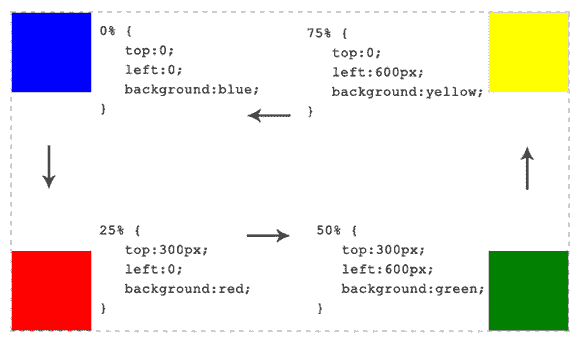 0% {
top:0;
left:0;
background:blue;
}
75% {
top:0;
left:600px;
background:yellow;
}
25% {
top:300px;
left:0;
background:red;
}
50% {
top:300px;
left:600px;
background:green;
}